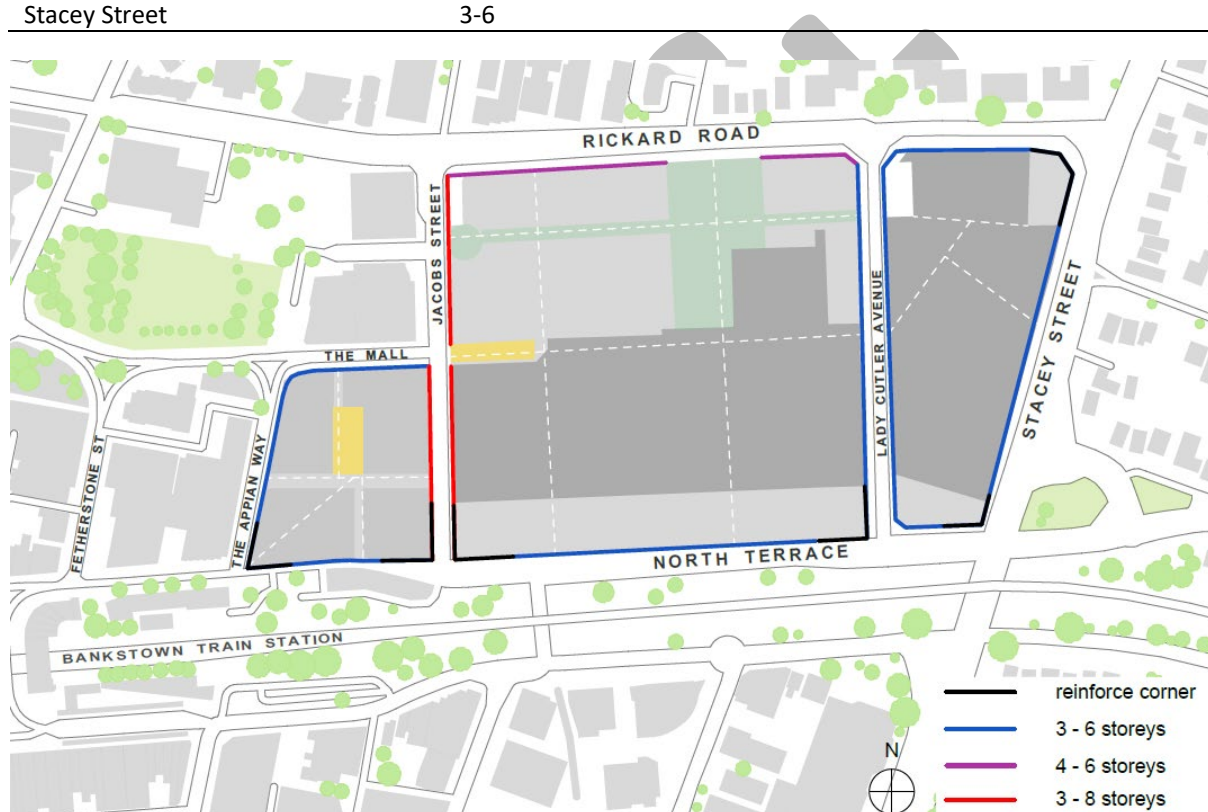 Stacey Street 3-6
RICKARD ROAD
JACOBS STREET
THE MALL
LADY CUTLER AVENUE
STACEY STREET
FETHERSTONE ST
THE APPIAN WAY
NORTH TERRACE
BANKSTOWN TRAIN STATION
N
reinforce corner
3 - 6 storeys
4 - 6 storeys
3 - 8 storeys